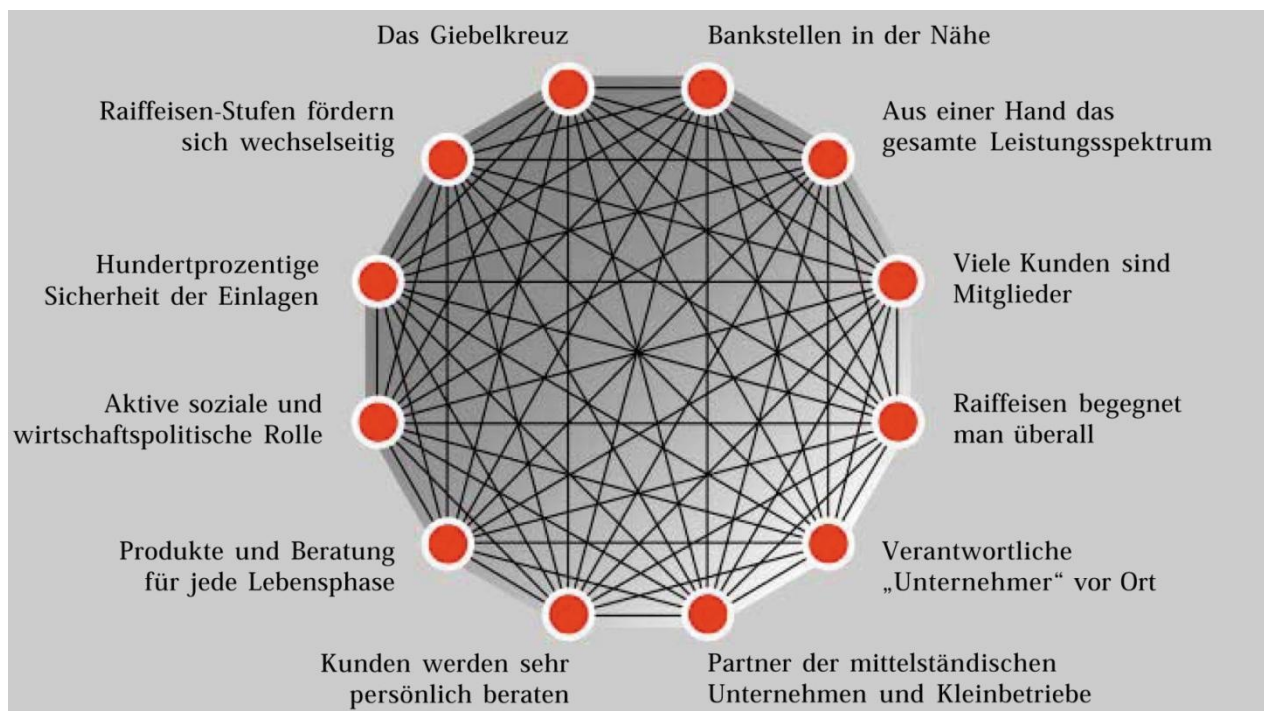 Das Giebelkreuz
Bankstellen in der Nähe
Raiffeisen-Stufen fördern
sich wechselseitig
Aus einer Hand das
gesamte Leistungsspektrum
Hundertprozentige
Sicherheit der Einlagen
Viele Kunden sind
Mitglieder
Aktive soziale und
wirtschaftspolitische Rolle
Raiffeisen begegnet
man überall
Produkte und Beratung
für jede Lebensphase
Verantwortliche
„Unternehmer“ vor Ort
Kunden werden sehr
persönlich beraten
Partner der mittelständischen
Unternehmen und Kleinbetriebe